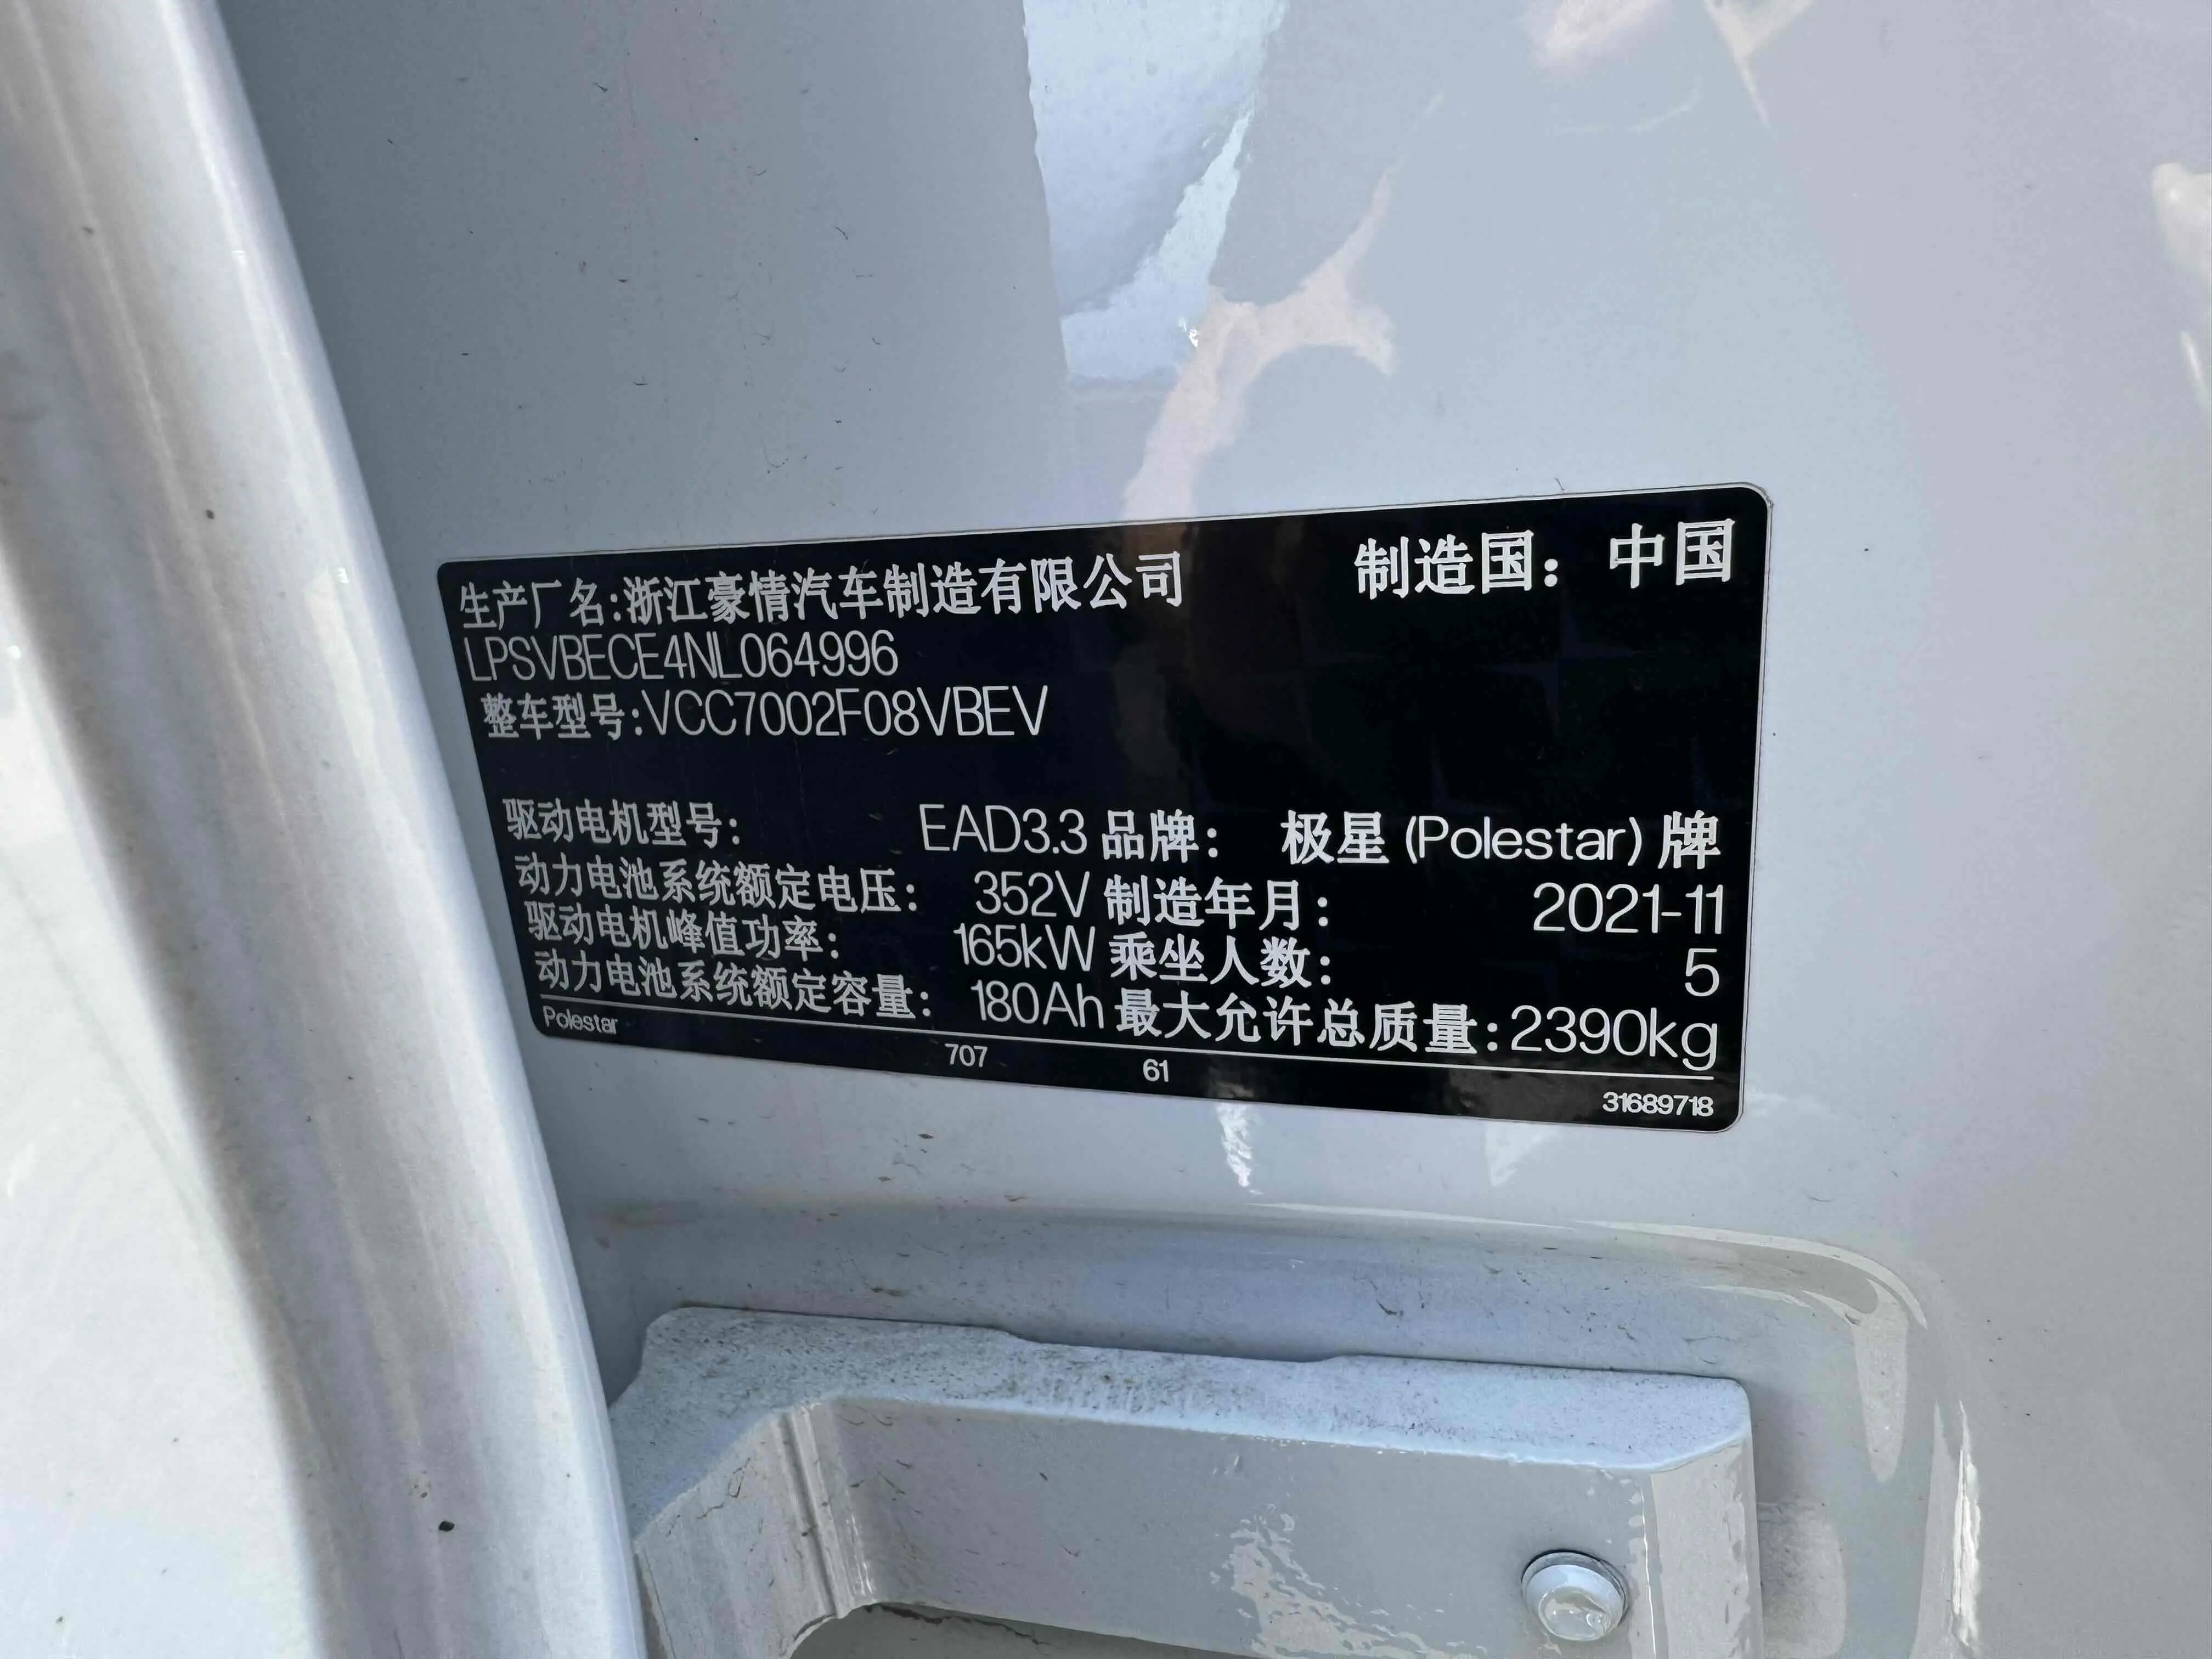 生产厂名:浙江豪情汽车制造有限公司 制造国: 中国
LPSVBECE4NL064996
整车型号:VCC7002F08VBEV
驱动电机型号: EAD3.3 品牌: 极星 (Polestar) 牌
动力电池系统额定电压: 352V 制造年月: 2021-11
驱动电机峰值功率: 165kW 乘坐人数: 5
动力电池系统额定容量: 180Ah 最大允许总质量:2390kg
Polestar 707 61 31689718